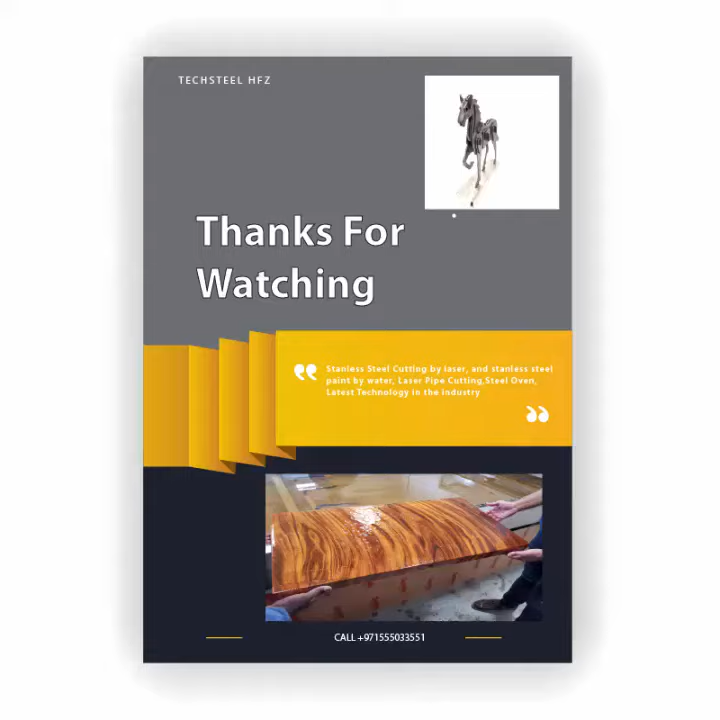 TECHSTEEL HFZ
Thanks For
Watching
❝ Stanless Steel Cutting by laser, and stanless steel
paint by water, Laser Pipe Cutting,Steel Oven,
Latest Technology in the industry ❞
CALL +971555033551